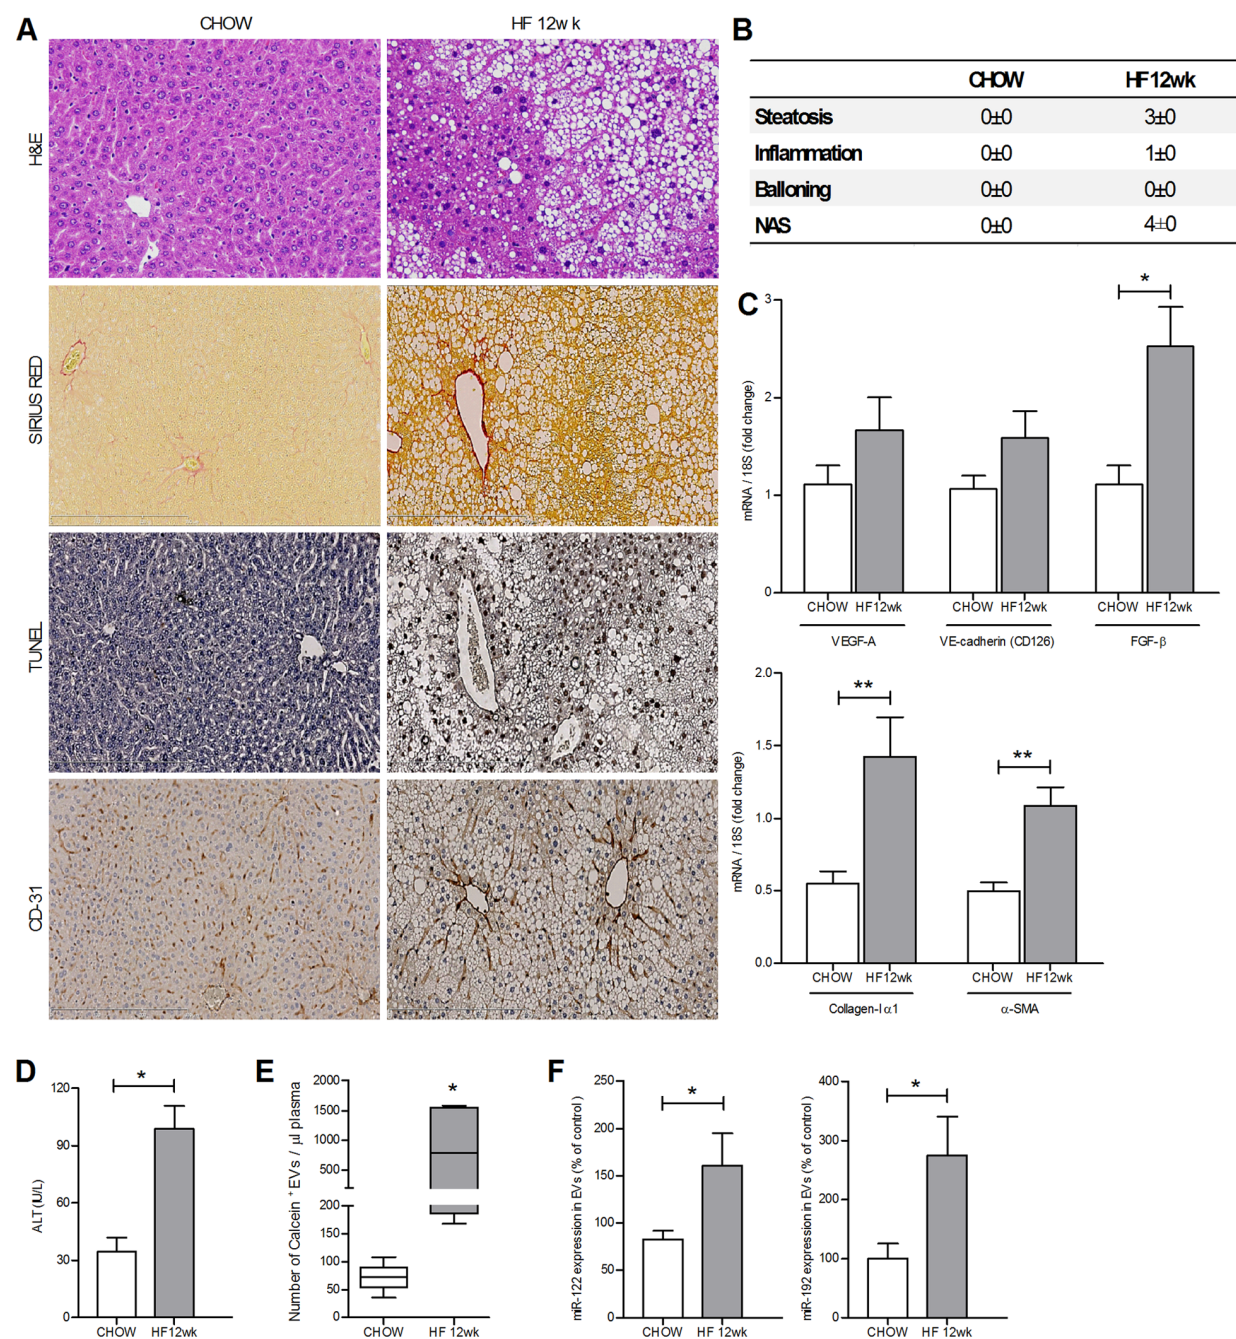 A
CHOW
HF 12w k
H&E
SIRIUS RED
TUNEL
CD-31
B
CHOW HF12wk
Steatosis 0±0 3±0
Inflammation 0±0 1±0
Balloning 0±0 0±0
NAS 0±0 4±0
C
mRNA / 18S (fold change)
3
2
1
0
*
CHOW HF12wk CHOW HF12wk CHOW HF12wk
VEGF-A VE-cadherin (CD126) FGF-β
mRNA / 18S (fold change)
2.0
1.5
1.0
0.5
0.0
**
**
CHOW HF12wk CHOW HF12wk
Collagen-I α1 α-SMA
D
ALT (IU/L)
120
90
60
30
0
*
CHOW HF12wk
E
Number of Calcein + EVs / µl plasma
2000
1500
1000
500
200
150
100
50
0
*
CHOW HF 12wk
F
miR-122 expression in EVs (% of control)
250
200
150
100
50
0
*
CHOW HF 12wk
miR-192 expression in EVs (% of control)
400
300
200
100
0
*
CHOW HF 12wk